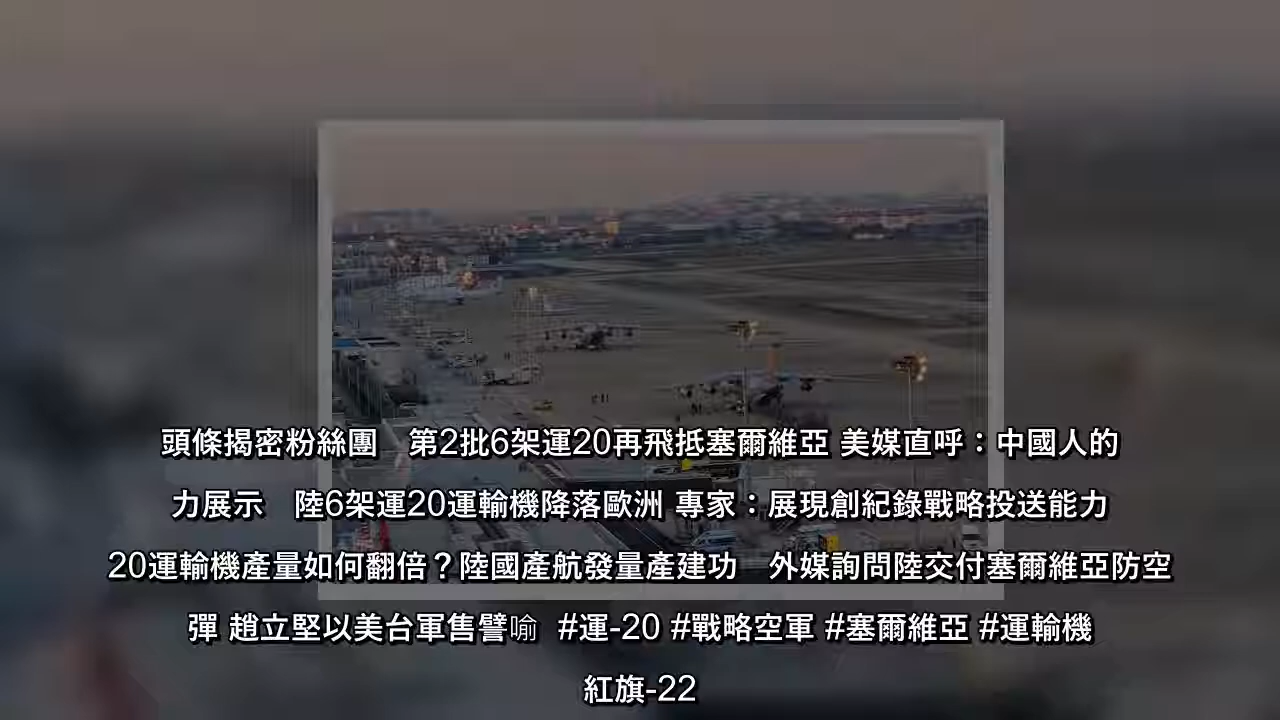 頭條揭密粉絲團　第2批6架運20再飛抵塞爾維亞 美媒直呼：中國人的
力展示　陸6架運20運輸機降落歐洲 專家：展現創紀錄戰略投送能力
20運輸機產量如何翻倍？陸國產航發量產建功　外媒詢問陸交付塞爾維亞防空
彈 趙立堅以美台軍售譬喻 #運-20 #戰略空軍 #塞爾維亞 #運輸機
紅旗-22